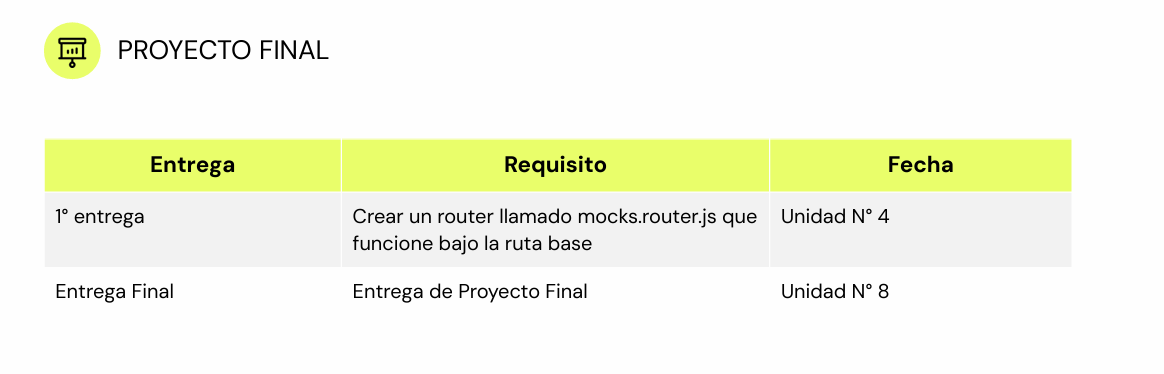 PROYECTO FINAL
Entrega Requisito Fecha
1° entrega Crear un router llamado mocks.router.js que Unidad N° 4
funcione bajo la ruta base
Entrega Final Entrega de Proyecto Final Unidad N° 8